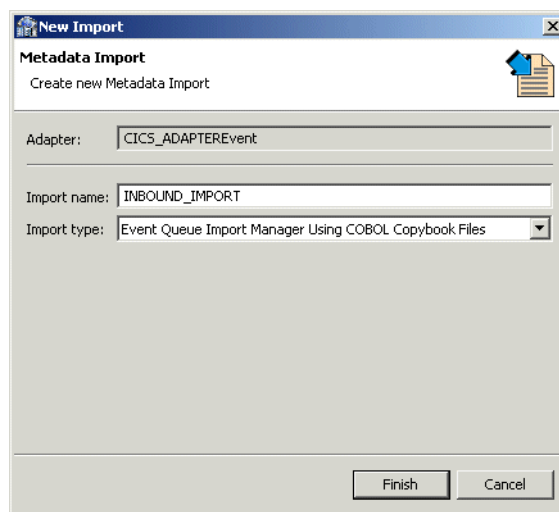 New Import
Metadata Import
Create new Metadata Import
Adapter: CICS_ADAPTEREvent
Import name: INBOUND_IMPORT
Import type: Event Queue Import Manager Using COBOL Copybook Files
Finish Cancel